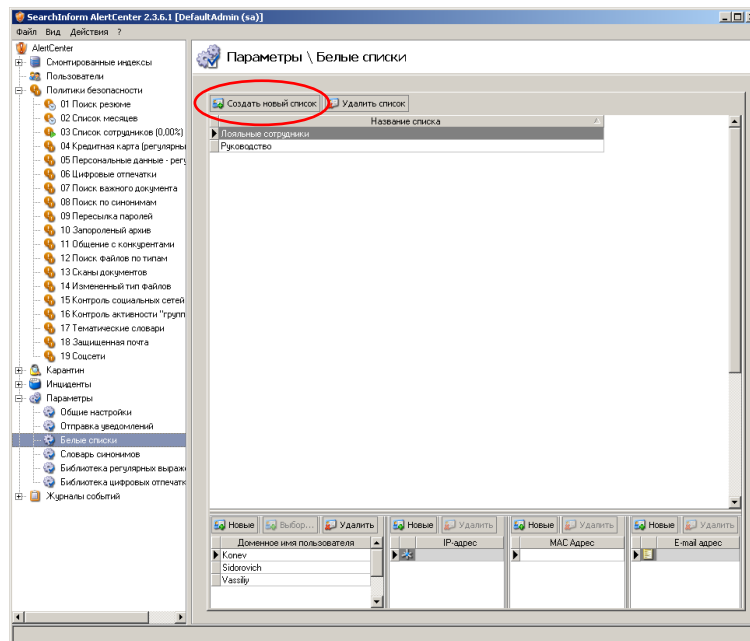 SearchInform AlertCenter 2.3.6.1 [DefaultAdmin (sa)]
Файл Вид Действия ?
AlertCenter
Смонтированные индексы
Пользователи
Политики безопасности
01 Поиск резюме
02 Список месяцев
03 Список сотрудников (0,00%)
04 Кредитная карта (регулярны
05 Персональные данные - регу
06 Цифровые отпечатки
07 Поиск важного документа
08 Поиск по синонимам
09 Пересылка паролей
10 Запороленый архив
11 Общение с конкурентами
12 Поиск файлов по типам
13 Сканы документов
14 Измененный тип файлов
15 Контроль социальных сетей
16 Контроль активности "групп
17 Тематические словари
18 Защищенная почта
19 Соцсети
Карантин
Инциденты
Параметры
Общие настройки
Отправка уведомлений
Белые списки
Словарь синонимов
Библиотека регулярных выраж
Библиотека цифровых отпечатк
Журналы событий
Параметры \ Белые списки
Создать новый список Удалить список
Название списка
Лояльные сотрудники
Руководство
Новые Выбор... Удалить Новые Удалить Новые Удалить Новые Удалить
Доменное имя пользователя IP-адрес MAC Адрес E-mail адрес
Konev
Sidorovich
Vassiliy